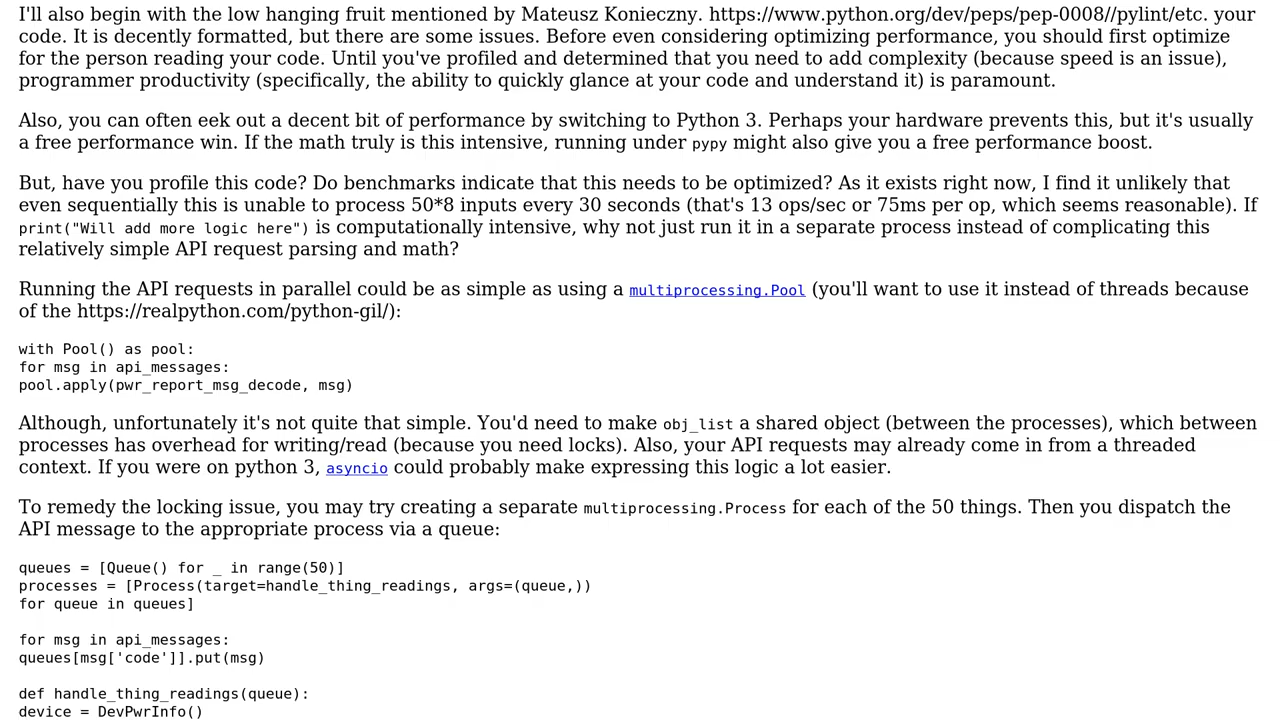 I'll also begin with the low hanging fruit mentioned by Mateusz Konieczny. https://www.python.org/dev/peps/pep-0008//pylint/etc. your
code. It is decently formatted, but there are some issues. Before even considering optimizing performance, you should first optimize
for the person reading your code. Until you've profiled and determined that you need to add complexity (because speed is an issue),
programmer productivity (specifically, the ability to quickly glance at your code and understand it) is paramount.
Also, you can often eek out a decent bit of performance by switching to Python 3. Perhaps your hardware prevents this, but it's usually
a free performance win. If the math truly is this intensive, running under pypy might also give you a free performance boost.
But, have you profile this code? Do benchmarks indicate that this needs to be optimized? As it exists right now, I find it unlikely that
even sequentially this is unable to process 50*8 inputs every 30 seconds (that's 13 ops/sec or 75ms per op, which seems reasonable). If
print("Will add more logic here") is computationally intensive, why not just run it in a separate process instead of complicating this
relatively simple API request parsing and math?
Running the API requests in parallel could be as simple as using a multiprocessing.Pool (you'll want to use it instead of threads because
of the https://realpython.com/python-gil/):
with Pool() as pool:
for msg in api_messages:
pool.apply(pwr_report_msg_decode, msg)
Although, unfortunately it's not quite that simple. You'd need to make obj_list a shared object (between the processes), which between
processes has overhead for writing/read (because you need locks). Also, your API requests may already come in from a threaded
context. If you were on python 3, asyncio could probably make expressing this logic a lot easier.
To remedy the locking issue, you may try creating a separate multiprocessing.Process for each of the 50 things. Then you dispatch the
API message to the appropriate process via a queue:
queues = [Queue() for _ in range(50)]
processes = [Process(target=handle_thing_readings, args=(queue,))
for queue in queues]
for msg in api_messages:
queues[msg['code']].put(msg)
def handle_thing_readings(queue):
device = DevPwrInfo()